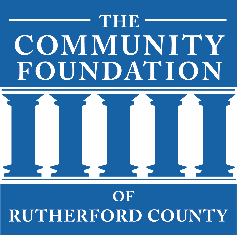 THE
COMMUNITY
FOUNDATION
OF
RUTHERFORD COUNTY